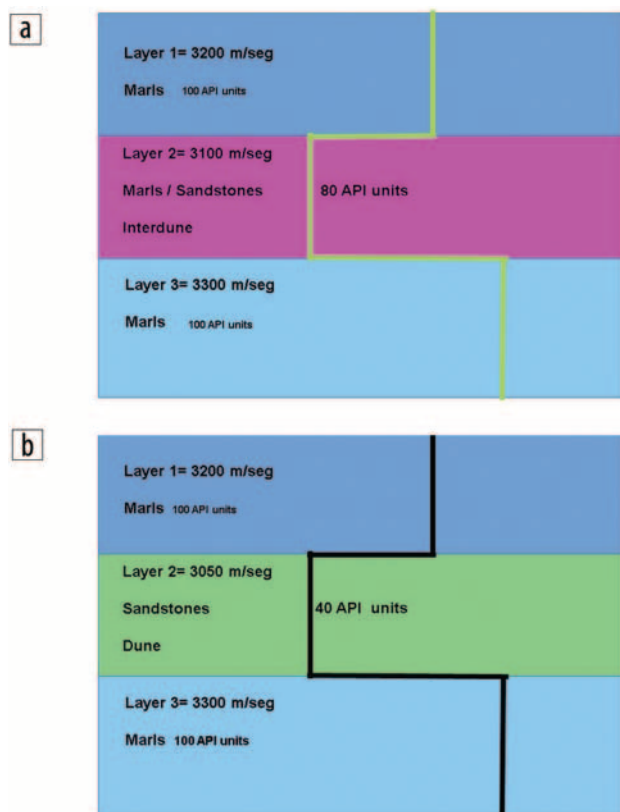 a
Layer 1= 3200 m/seg
Marls 100 API units
Layer 2= 3100 m/seg
Marls / Sandstones 80 API units
Interdune
Layer 3= 3300 m/seg
Marls 100 API units
b
Layer 1= 3200 m/seg
Marls 100 API units
Layer 2= 3050 m/seg
Sandstones 40 API units
Dune
Layer 3= 3300 m/seg
Marls 100 API units